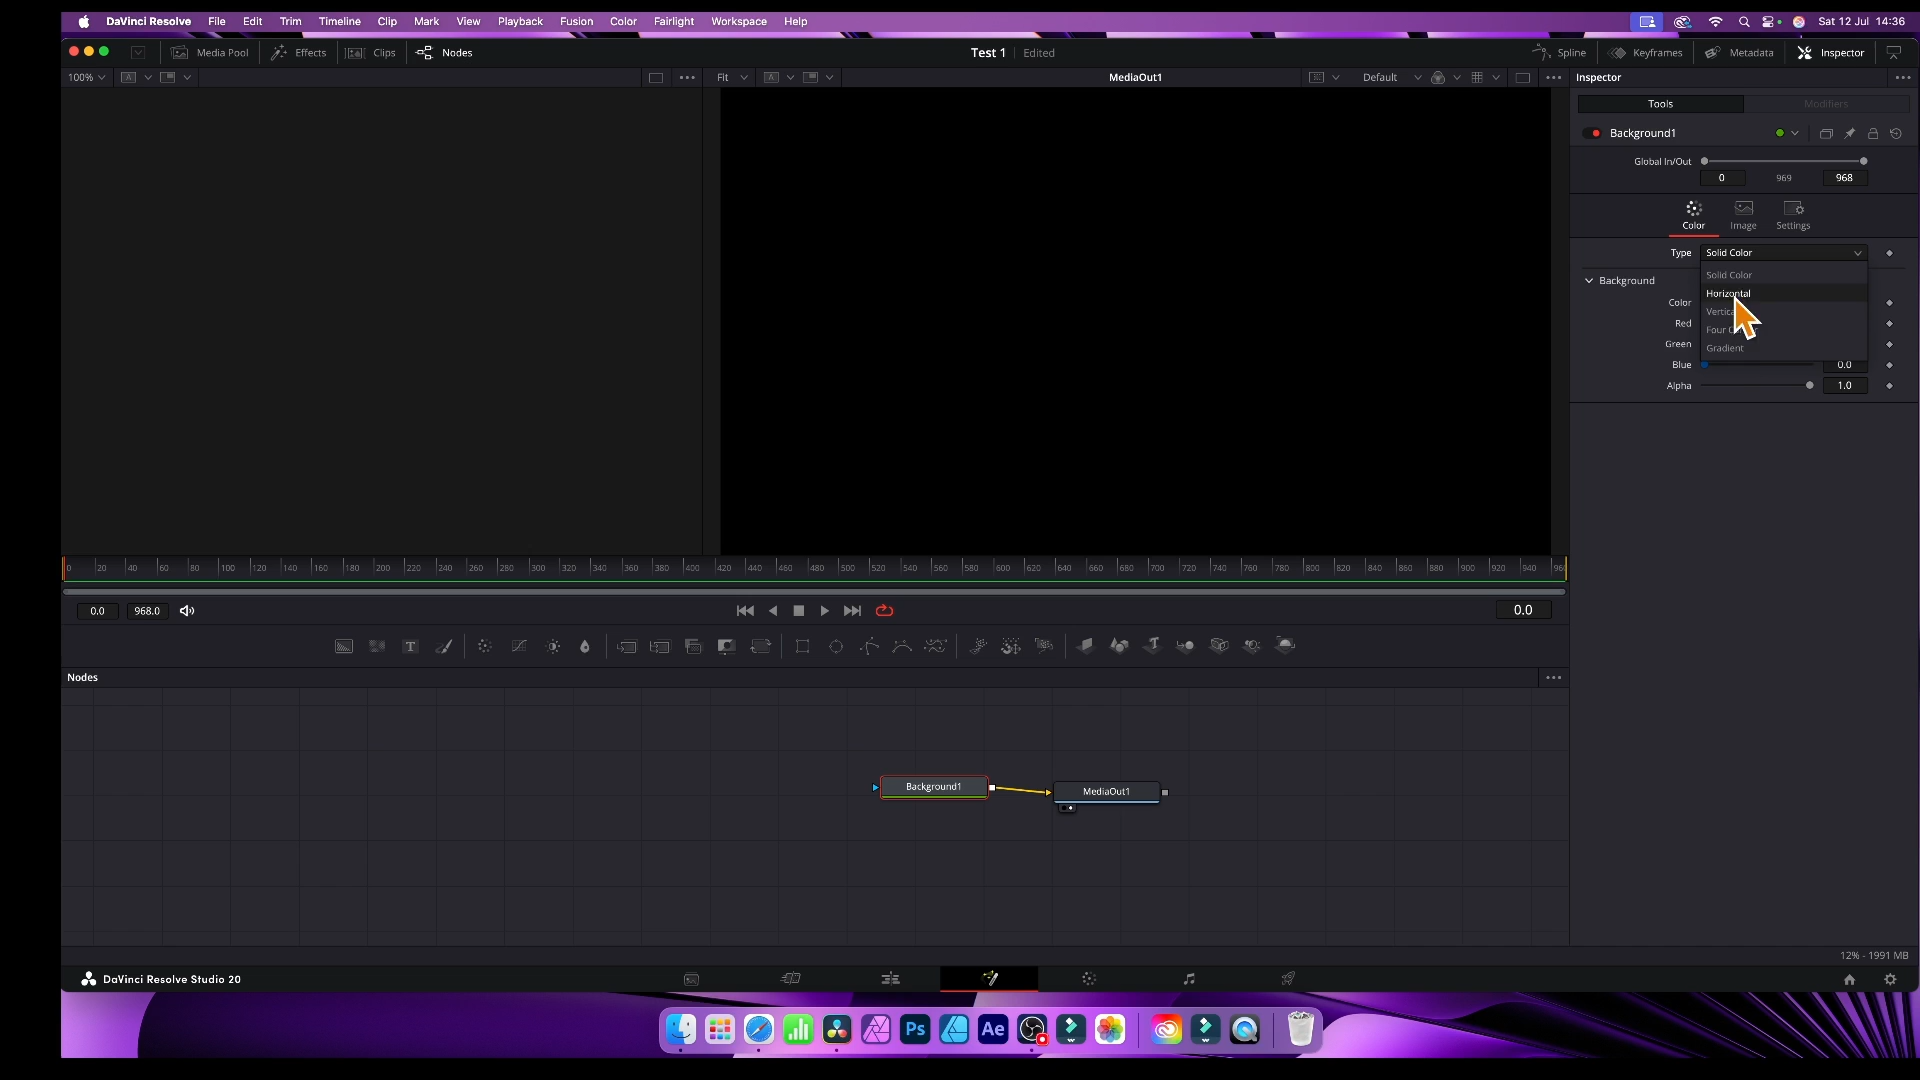 DaVinci Resolve File Edit Trim Timeline Clip Mark View Playback Fusion Color Fairlight Workspace Help Sat 12 Jul 14:36
Media Pool Effects Clips Nodes Test 1 Edited Spline Keyframes Metadata Inspector
100% Fit MediaOut1 Default Inspector
Tools Modifiers
Background1
Global In/Out
0 969 968
Color Image Settings
Type Solid Color
Solid Color
Background
Horizontal
Color
Red
Green
Gradient
Blue 0.0
Alpha 1.0
0 20 40 60 80 100 120 140 160 180 200 220 240 260 280 300 320 340 360 380 400 420 440 460 480 500 520 540 560 580 600 620 640 660 680 700 720 740 760 780 800 820 840 860 880 900 920 940
0.0 968.0 0.0
Nodes
Background1
MediaOut1
12% - 1991 MB
DaVinci Resolve Studio 20
Ps Ae